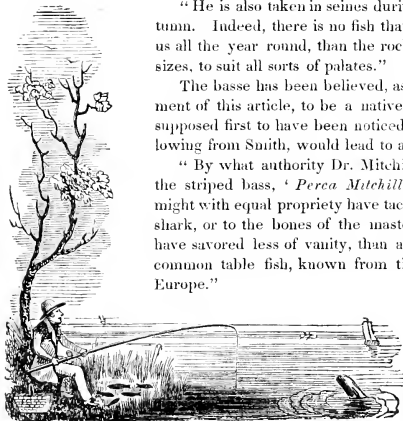 “ He is also taken in seines duri
tumn. Indeed, there is no fish tha
us all the year round, than the roc
sizes, to suit all sorts of palates.”
The basse has been believed, as
ment of this article, to be a native
supposed first to have been noticed
lowing from Smith, would lead to a
“ By what authority Dr. Mitchi
the striped bass, ‘ Perca Mitchill
might with equal propriety have tac
shark, or to the bones of the mast
have savored less of vanity, than a
common table fish, known from t
Europe.”